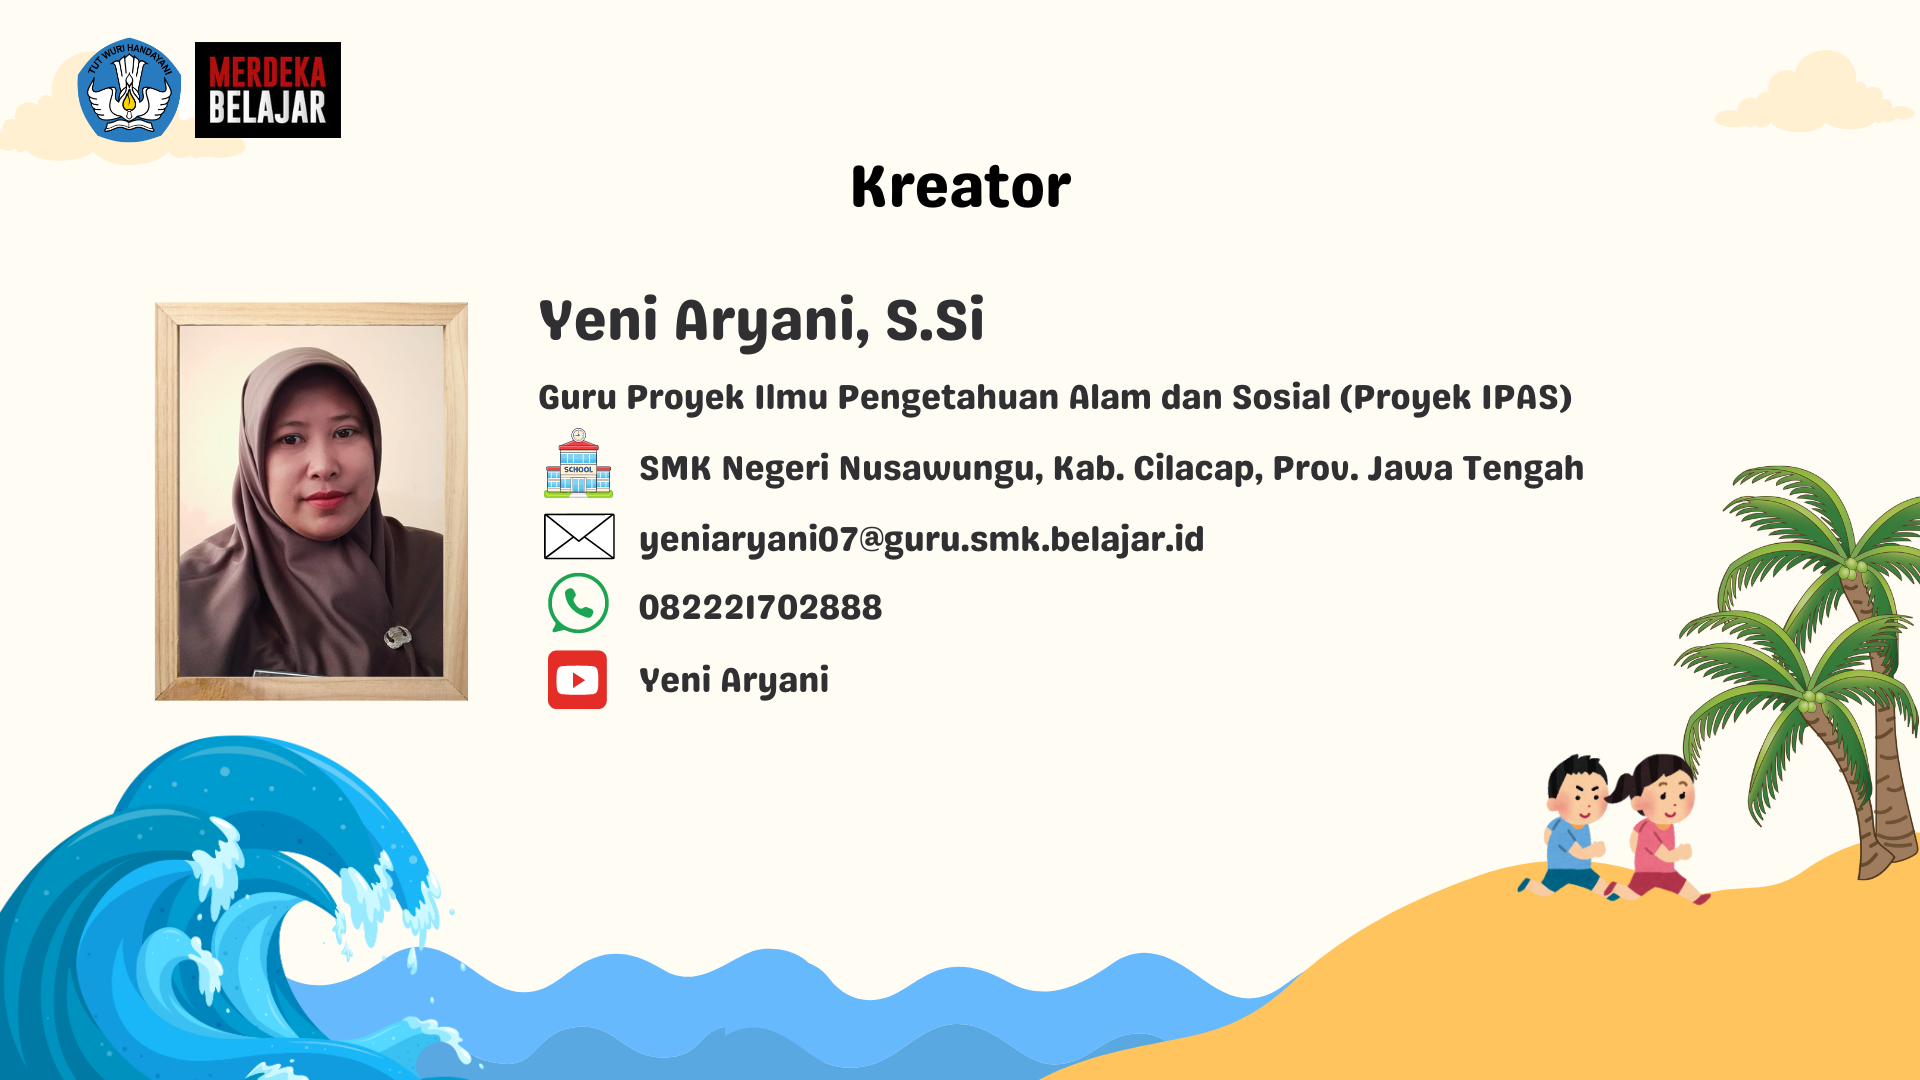 TUT WURI HANDAYANI
MERDEKA
BELAJAR
Kreator
Yeni Aryani, S.Si
Guru Proyek Ilmu Pengetahuan Alam dan Sosial (Proyek IPAS)
SCHOOL
SMK Negeri Nusawungu, Kab. Cilacap, Prov. Jawa Tengah
yeniaryani07@guru.smk.belajar.id
082221702888
Yeni Aryani